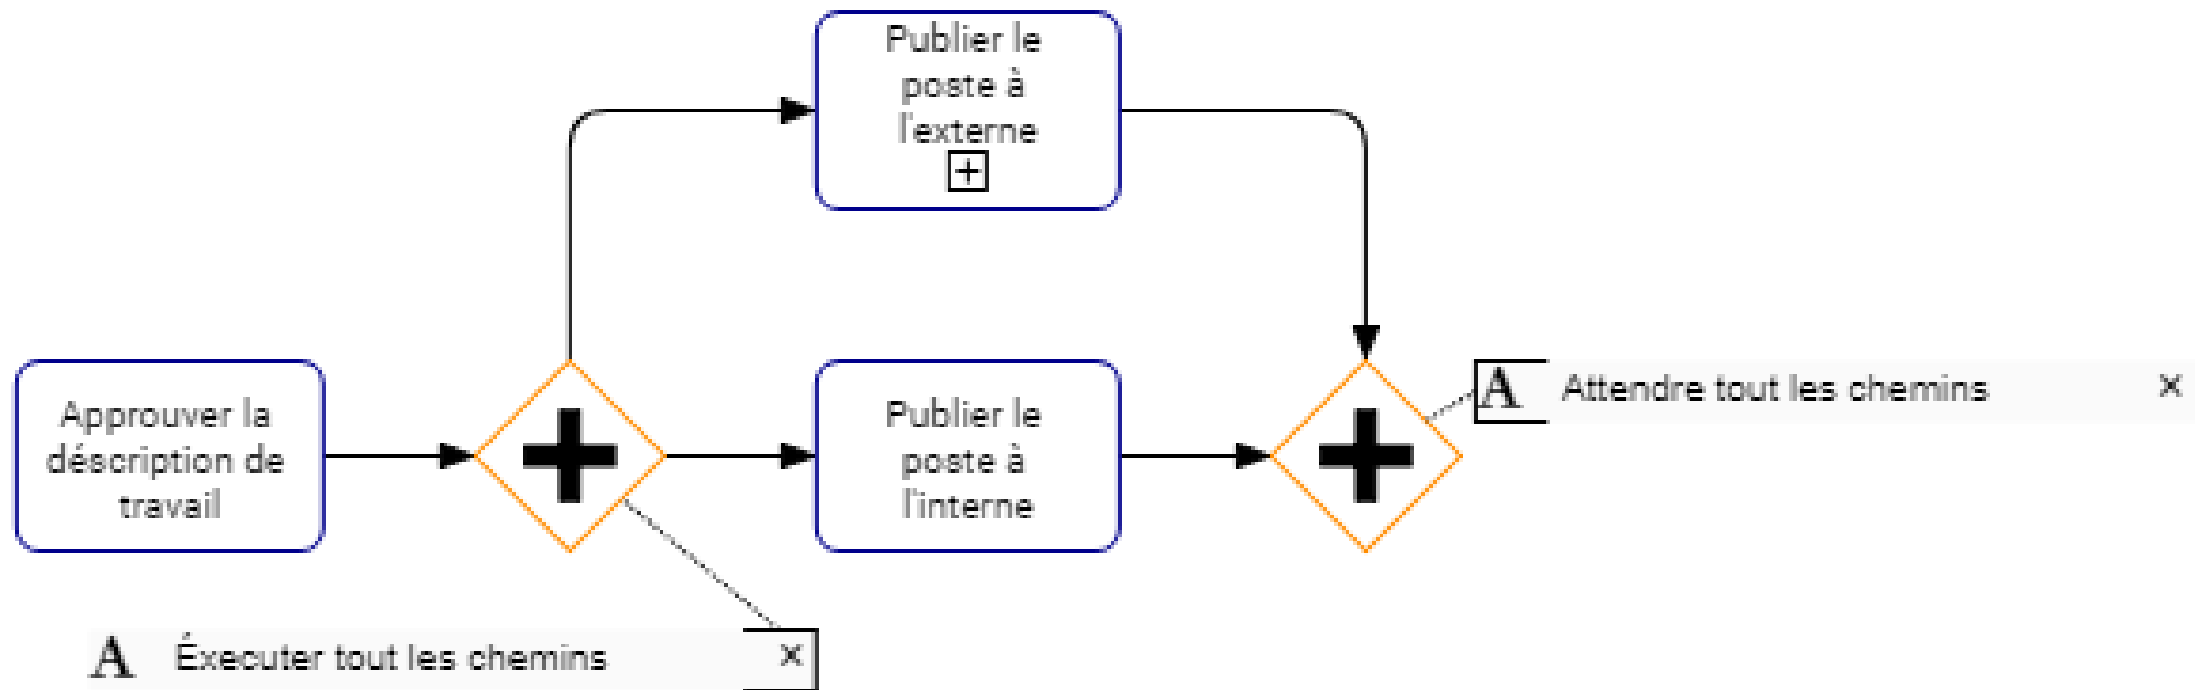 Publier le
poste à
l'externe
Approuver la
déscription de
travail
Publier le
poste à
l'interne
A Attendre tout les chemins ×
A Éxecuter tout les chemins ×